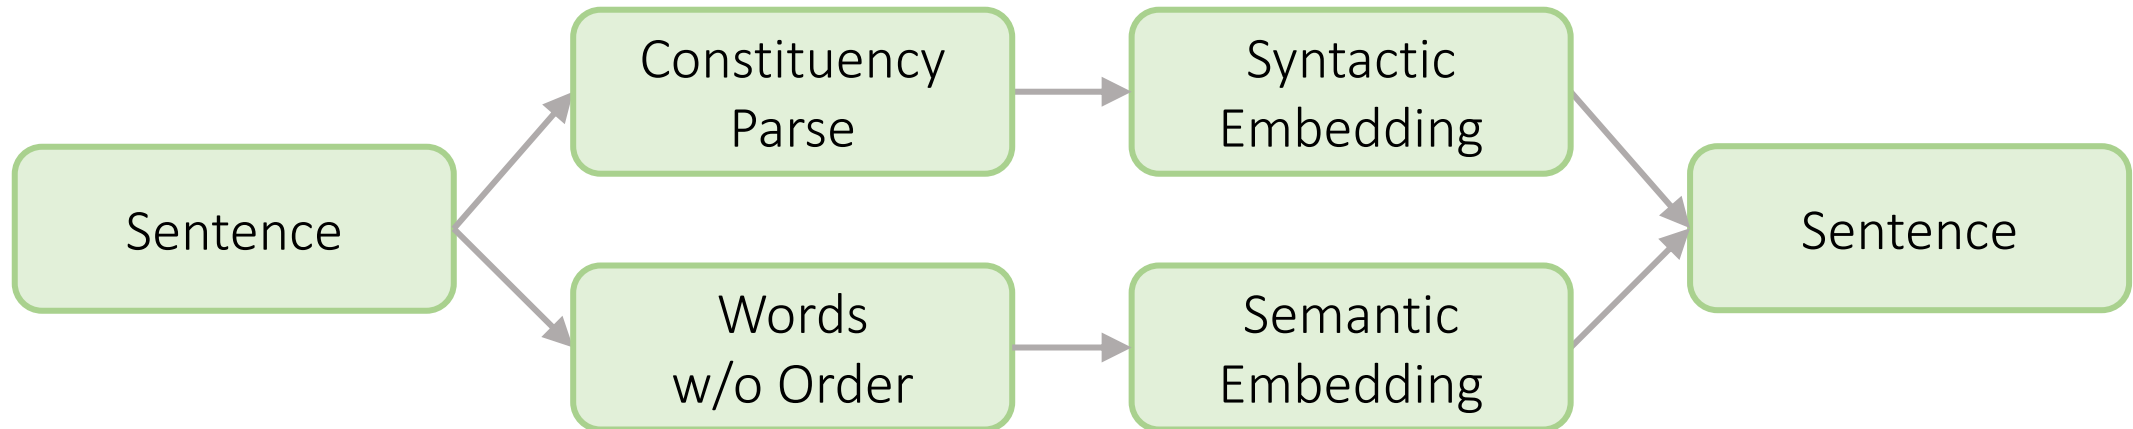 Sentence
Constituency
Parse
Syntactic
Embedding
Words
w/o Order
Semantic
Embedding
Sentence